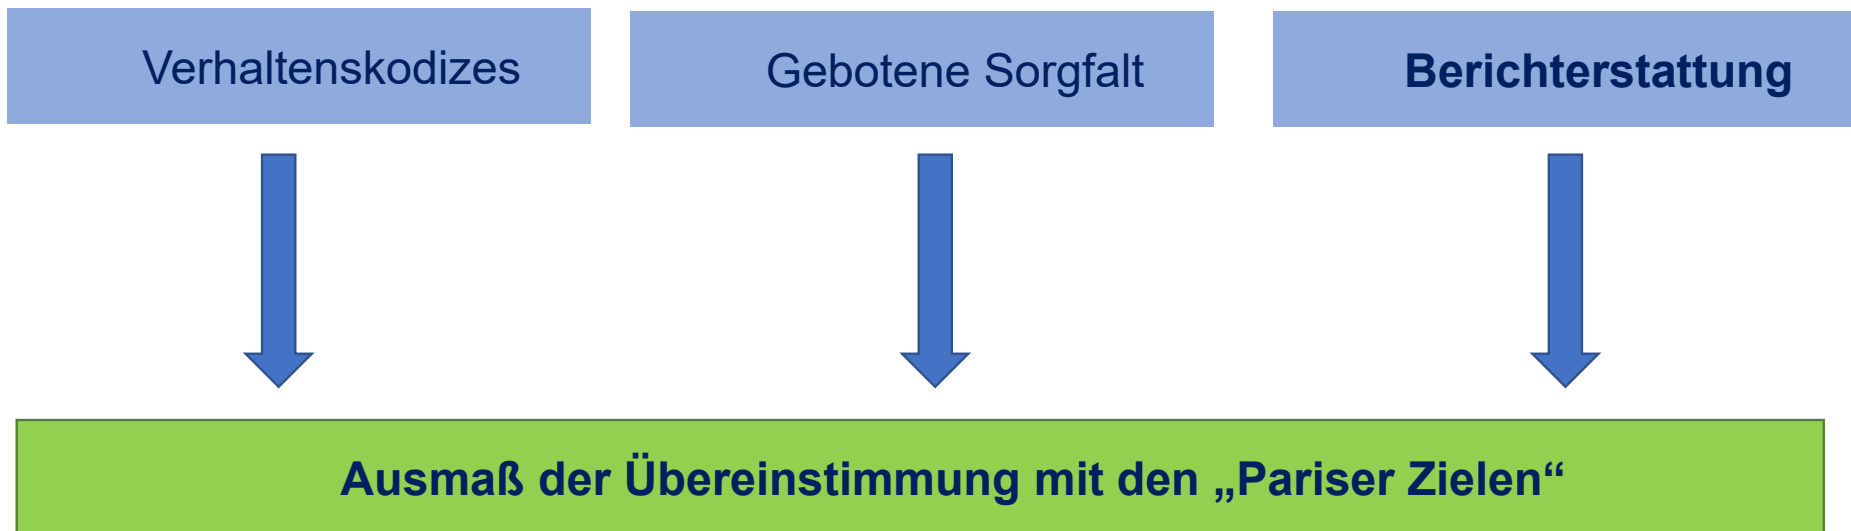 Verhaltenskodizes
Gebotene Sorgfalt
Berichterstattung
Ausmaß der Übereinstimmung mit den „Pariser Zielen“